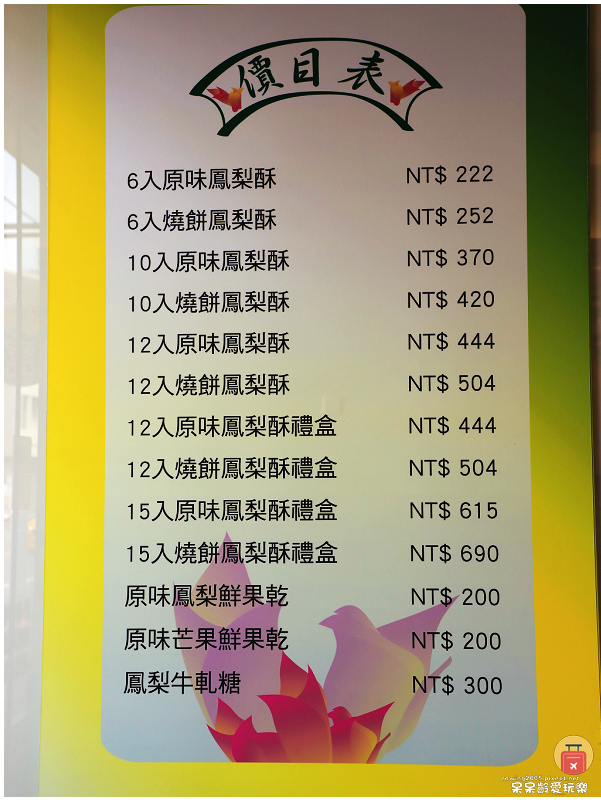 價目表
6入原味鳳梨酥 NT$ 222
6入燒餅鳳梨酥 NT$ 252
10入原味鳳梨酥 NT$ 370
10入燒餅鳳梨酥 NT$ 420
12入原味鳳梨酥 NT$ 444
12入燒餅鳳梨酥 NT$ 504
12入原味鳳梨酥禮盒 NT$ 444
12入燒餅鳳梨酥禮盒 NT$ 504
15入原味鳳梨酥禮盒 NT$ 615
15入燒餅鳳梨酥禮盒 NT$ 690
原味鳳梨鮮果乾 NT$ 200
原味芒果鮮果乾 NT$ 200
鳳梨牛軋糖 NT$ 300
呆呆齡愛玩樂